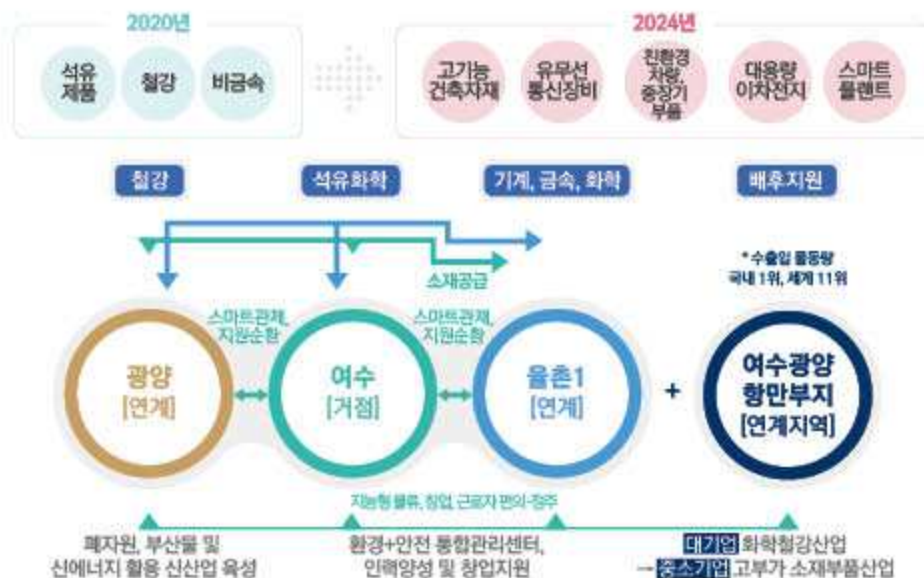 2020년
2024년
석유
제품
철강
비금속
고기능
건축자재
유무선
통신장비
친환경
차량,
중장기
부품
대용량
이차전지
스마트
플랜트
철강
석유화학
기계, 금속, 화학
배후지원
소재공급
* 수출입 물동량
국내 1위, 세계 11위
스마트관제,
지원순환
스마트관제,
지원순환
광양
[연계]
여수
[거점]
율촌1
[연계]
+
여수광양
항만부지
[연계지역]
지능형 물류, 창업, 근로자 편의·정주
폐자원, 부산물 및
신에너지 활용 신산업 육성
환경+안전 통합관리센터,
인력양성 및 창업지원
대기업 화학철강산업
→ 중소기업 고부가 소재부품산업